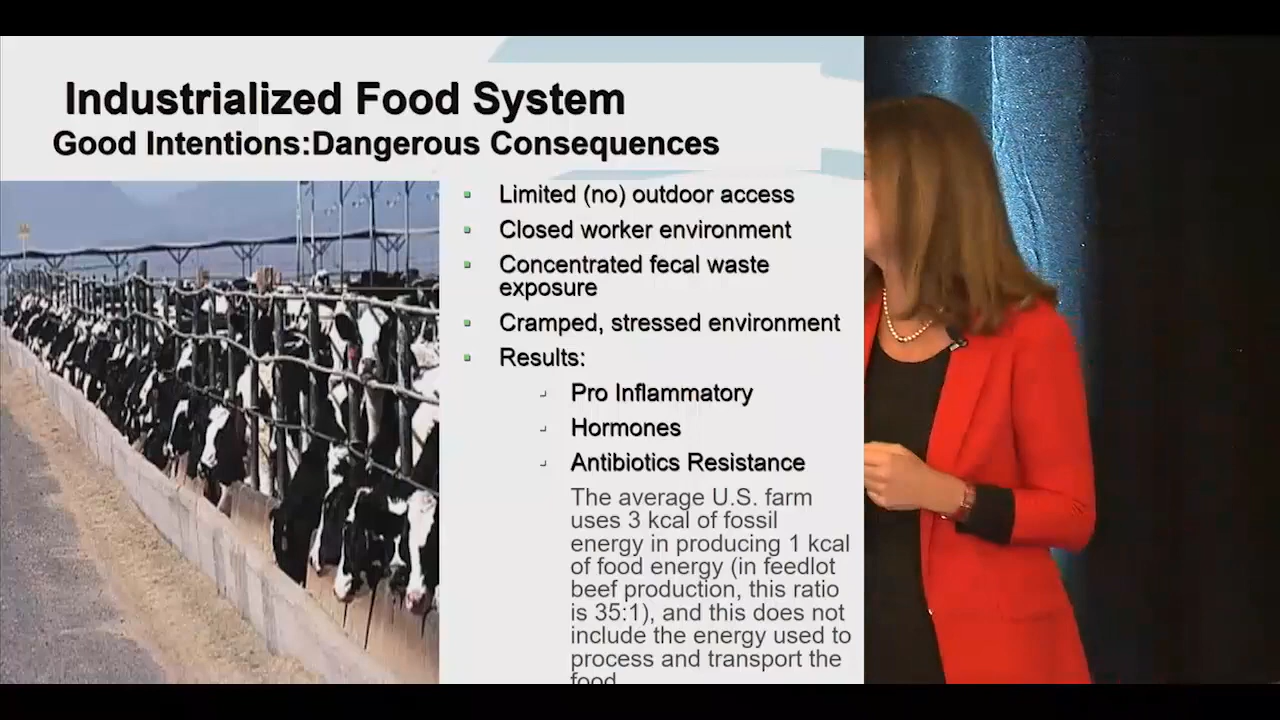 Industrialized Food System
Good Intentions:Dangerous Consequences
Limited (no) outdoor access
Closed worker environment
Concentrated fecal waste
exposure
Cramped, stressed environment
Results:
Pro Inflammatory
Hormones
Antibiotics Resistance
The average U.S. farm
uses 3 kcal of fossil
energy in producing 1 kcal
of food energy (in feedlot
beef production, this ratio
is 35:1), and this does not
include the energy used to
process and transport the
food